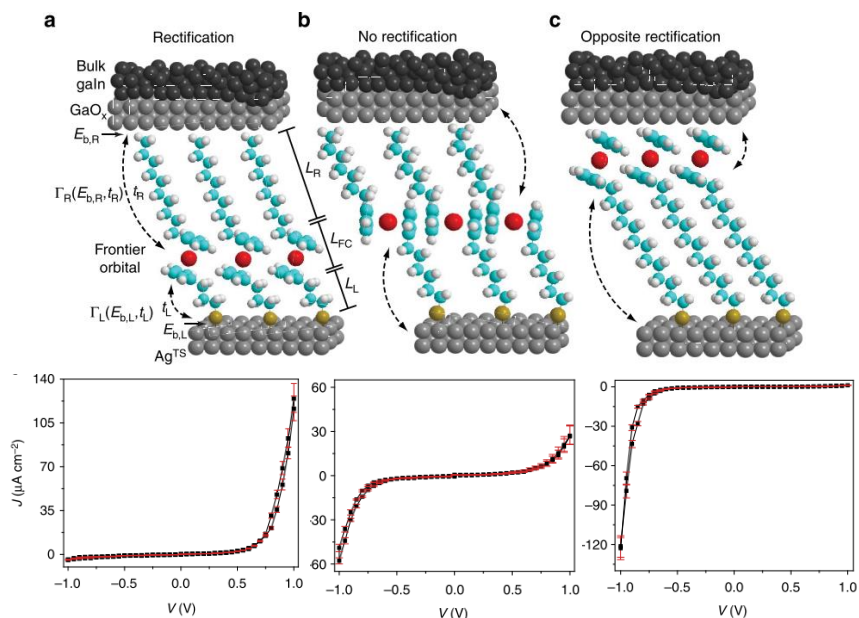 a
Rectification
b
No rectification
c
Opposite rectification
Bulk
gaIn
GaOx
Eb,R
ΓR(Eb,R,tR)
tR
Frontier
orbital
ΓL(Eb,L,tL)
tL
Eb,L
AgTS
LR
LFC
LL
140
105
70
35
0
J (μA cm−2)
−1.0
−0.5
0.0
0.5
1.0
V (V)
60
30
0
30
60
−1.0
−0.5
0.0
0.5
1.0
V (V)
0
−30
−60
−90
−120
−1.0
−0.5
0.0
0.5
1.0
V (V)